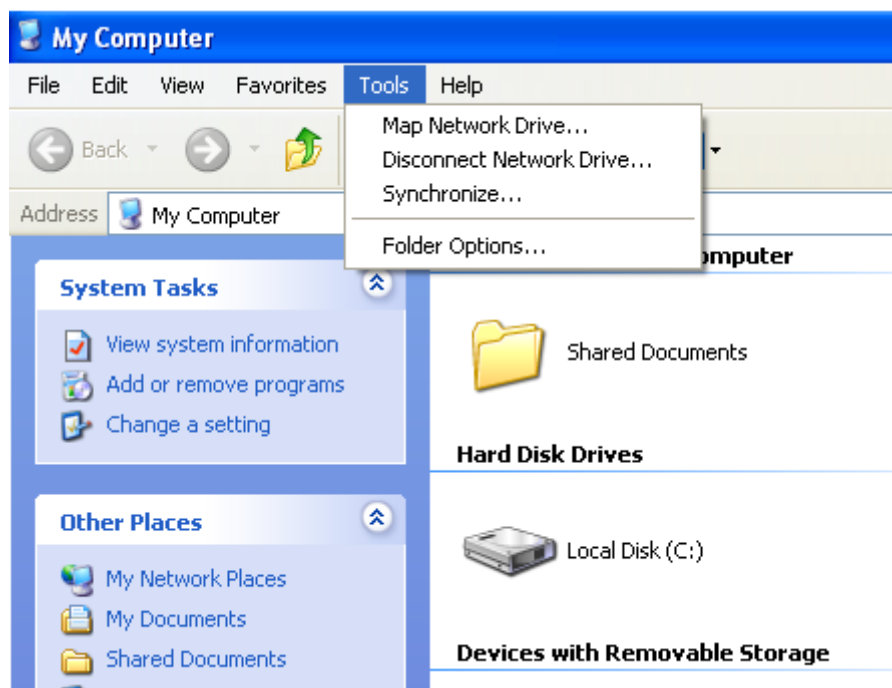 My Computer
File Edit View Favorites Tools Help
Map Network Drive...
Back
Disconnect Network Drive...
Synchronize...
Address My Computer
Folder Options...
System Tasks
View system information
Add or remove programs
Change a setting
Other Places
My Network Places
My Documents
Shared Documents
Shared Documents
Hard Disk Drives
Local Disk (C:)
Devices with Removable Storage